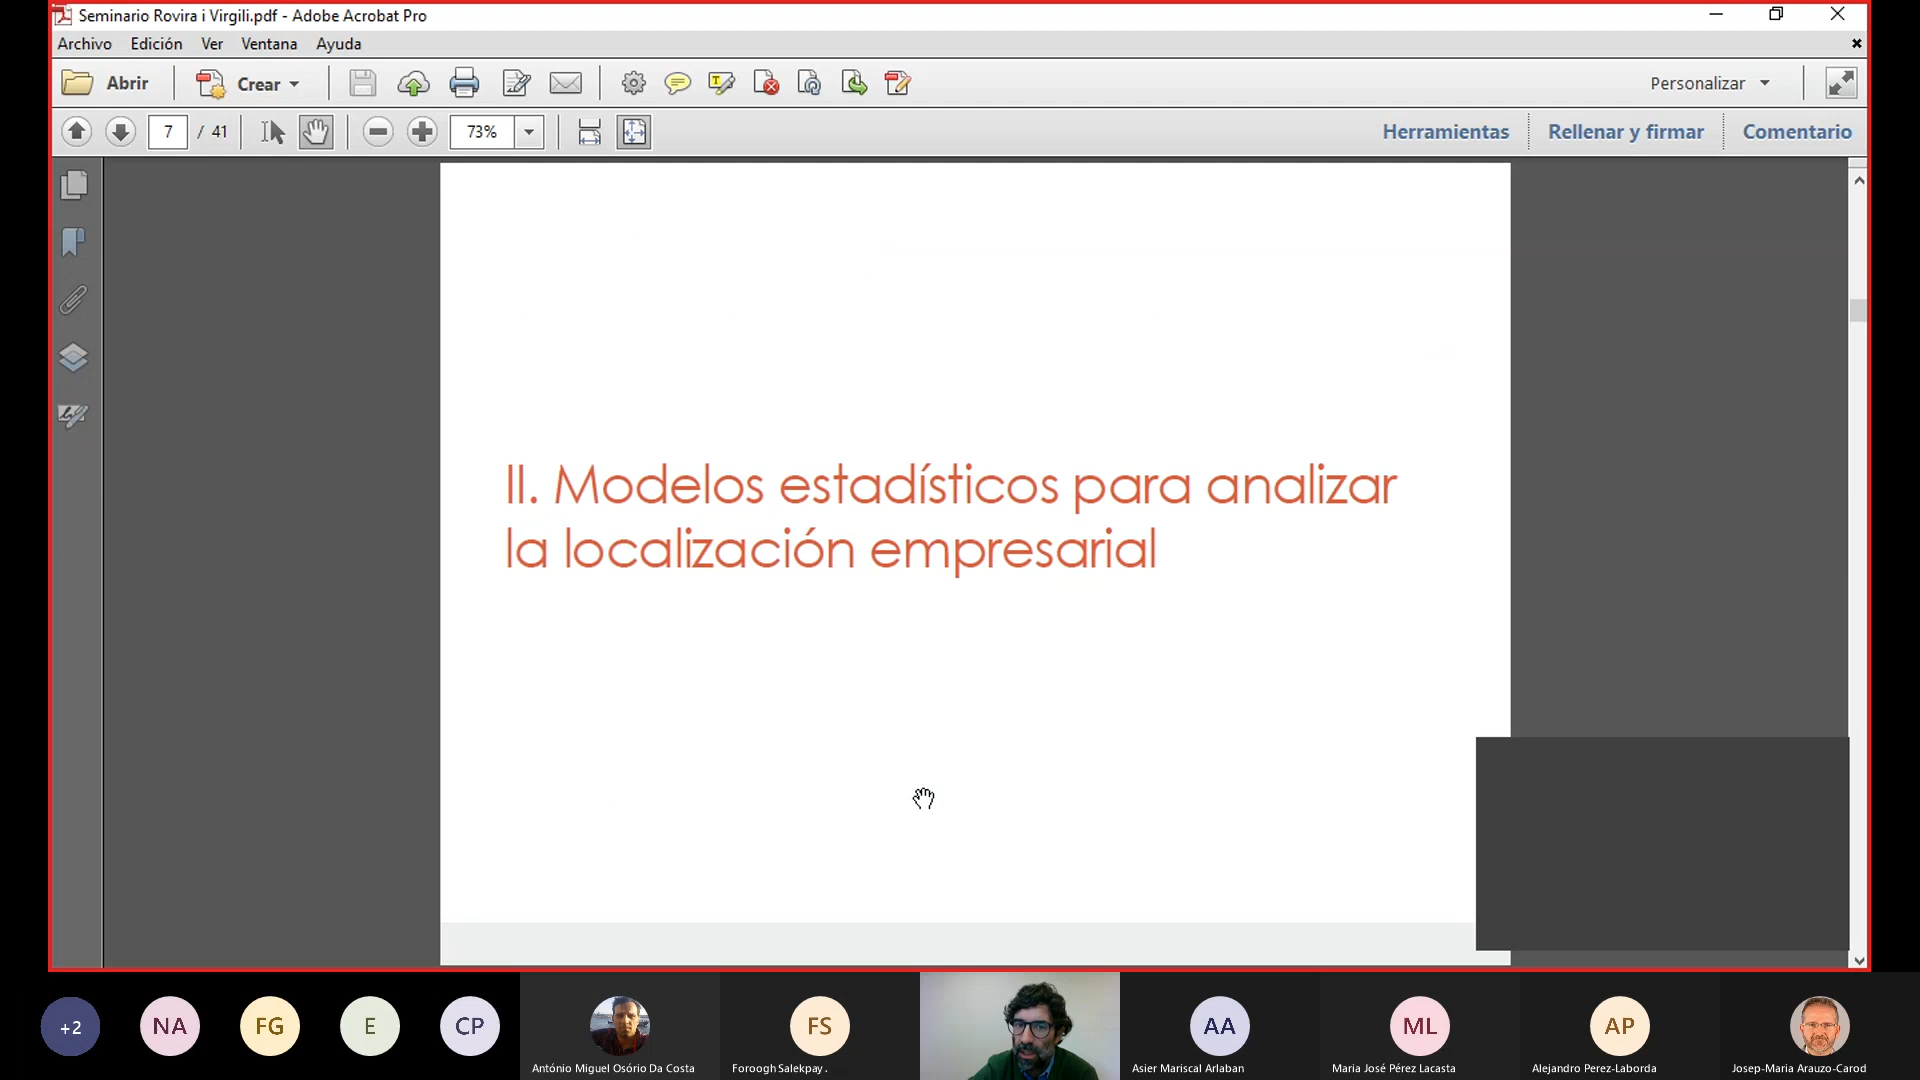 Seminario Rovira i Virgili.pdf - Adobe Acrobat Pro
Archivo Edición Ver Ventana Ayuda
Abrir Crear Personalizar
7 / 41 73% Herramientas Rellenar y firmar Comentario
II. Modelos estadísticos para analizar
la localización empresarial
+2 NA FG E CP FS AA ML AP
António Miguel Osório Da Costa Foroogh Salekpay . Asier Mariscal Arlaban Maria José Pérez Lacasta Alejandro Perez-Laborda Josep-Maria Arauzo-Carod